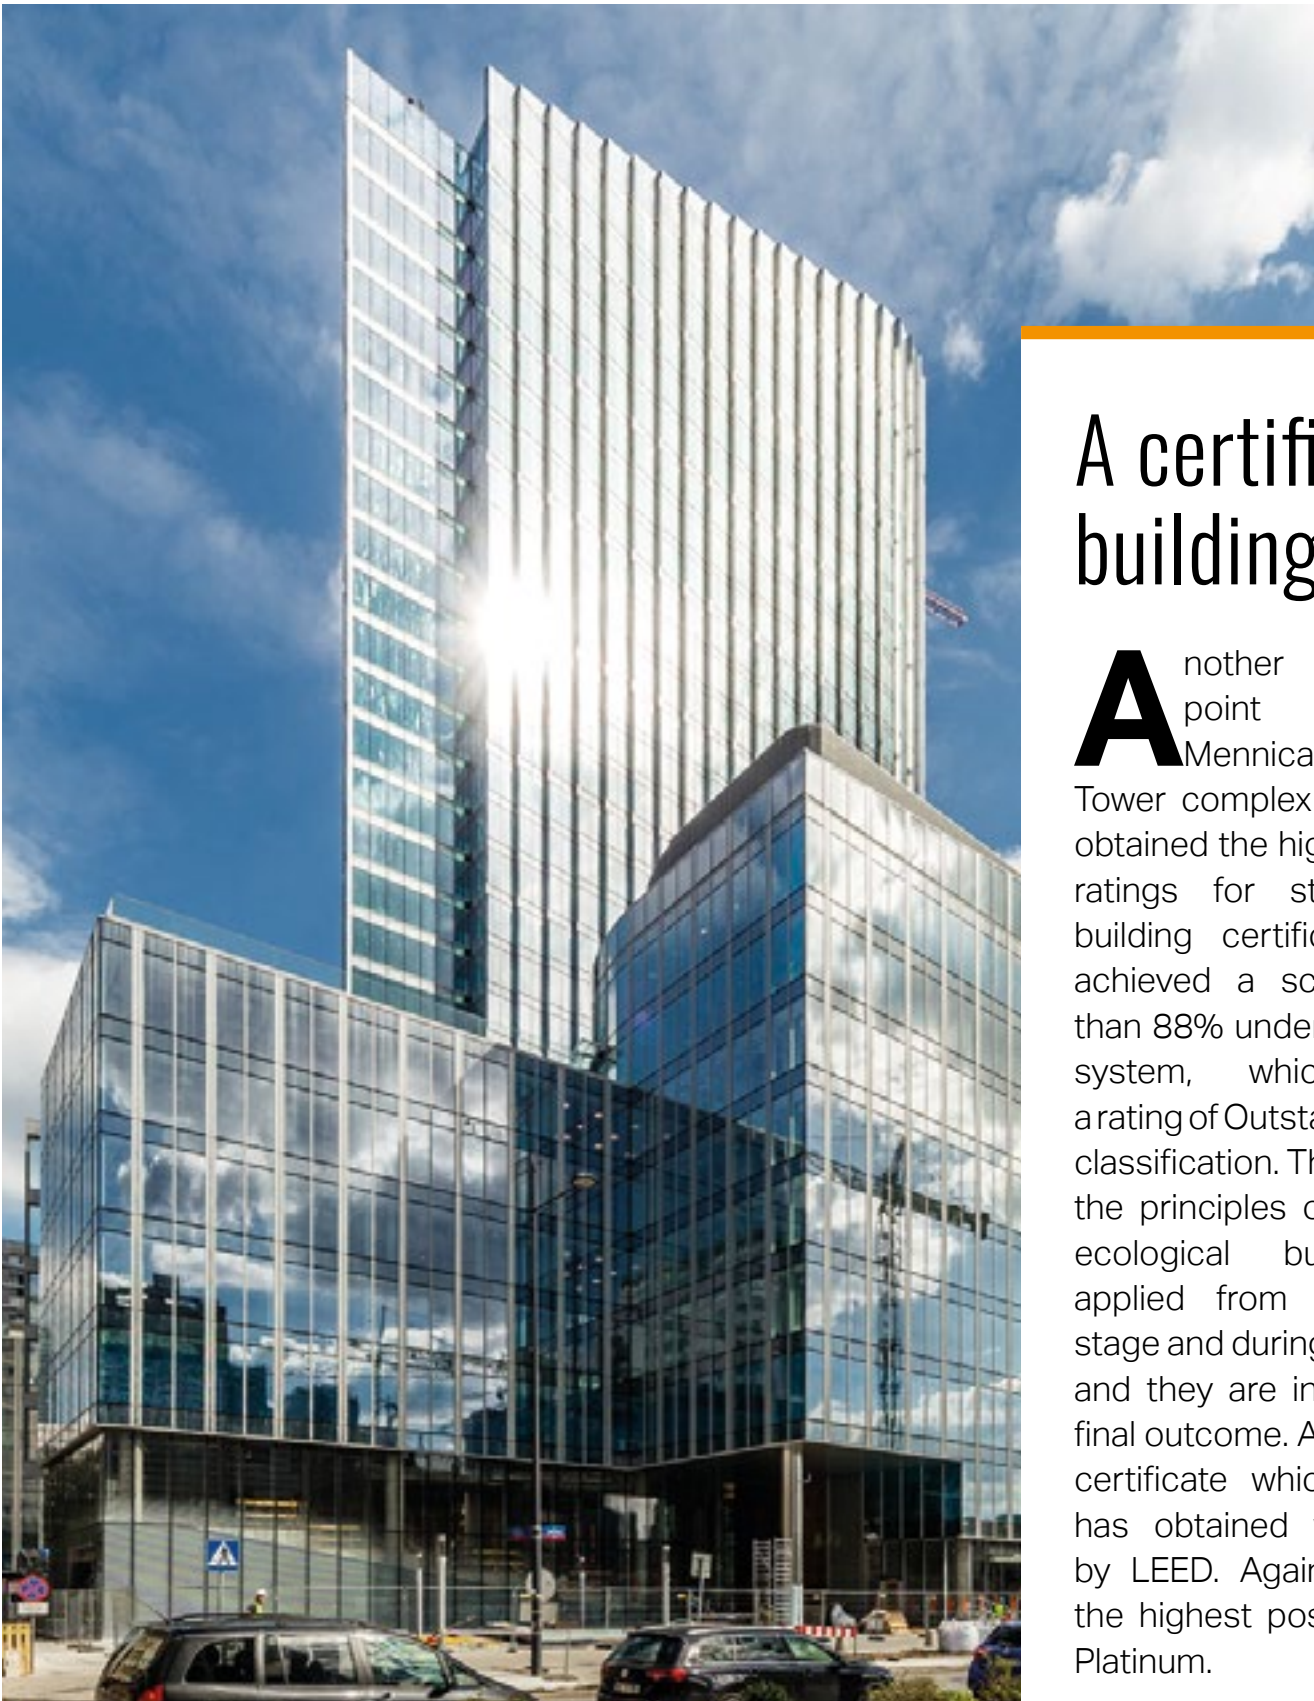 A certifi
building
Another
point
Mennica
Tower complex
obtained the hig
ratings for st
building certific
achieved a sc
than 88% under
system, whic
a rating of Outsta
classification. Th
the principles o
ecological bu
applied from
stage and during
and they are in
final outcome. A
certificate whic
has obtained
by LEED. Again
the highest pos
Platinum.